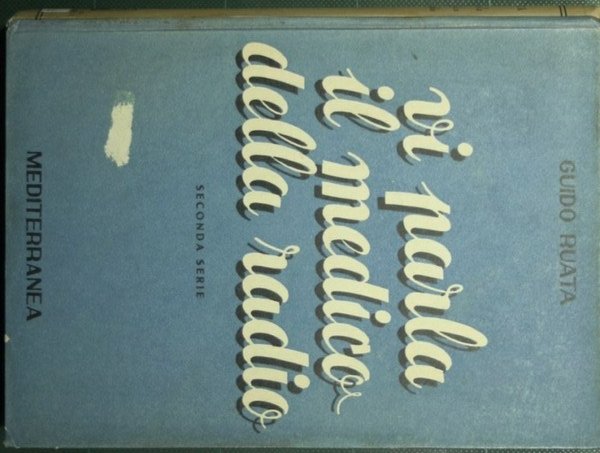 GUIDO RUATA
vi parla
il medico
della radio
SECONDA SERIE
MEDITERRANEA